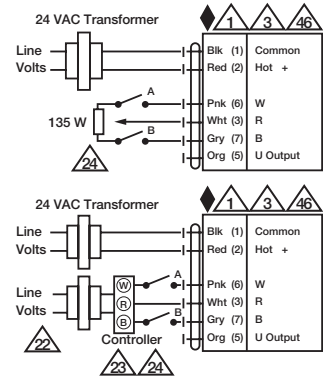 24 VAC Transformer
1 3 46
Line
Volts
Blk (1) Common
Red (2) Hot +
A
Pnk (6) W
135 W
Wht (3) R
B
Gry (7) B
Org (5) U Output
24
24 VAC Transformer
1 3 46
Line
Volts
Blk (1) Common
Red (2) Hot +
A
W
Pnk (6) W
Line
Volts
R
Wht (3) R
B
B
Gry (7) B
Org (5) U Output
Controller
22
23 24